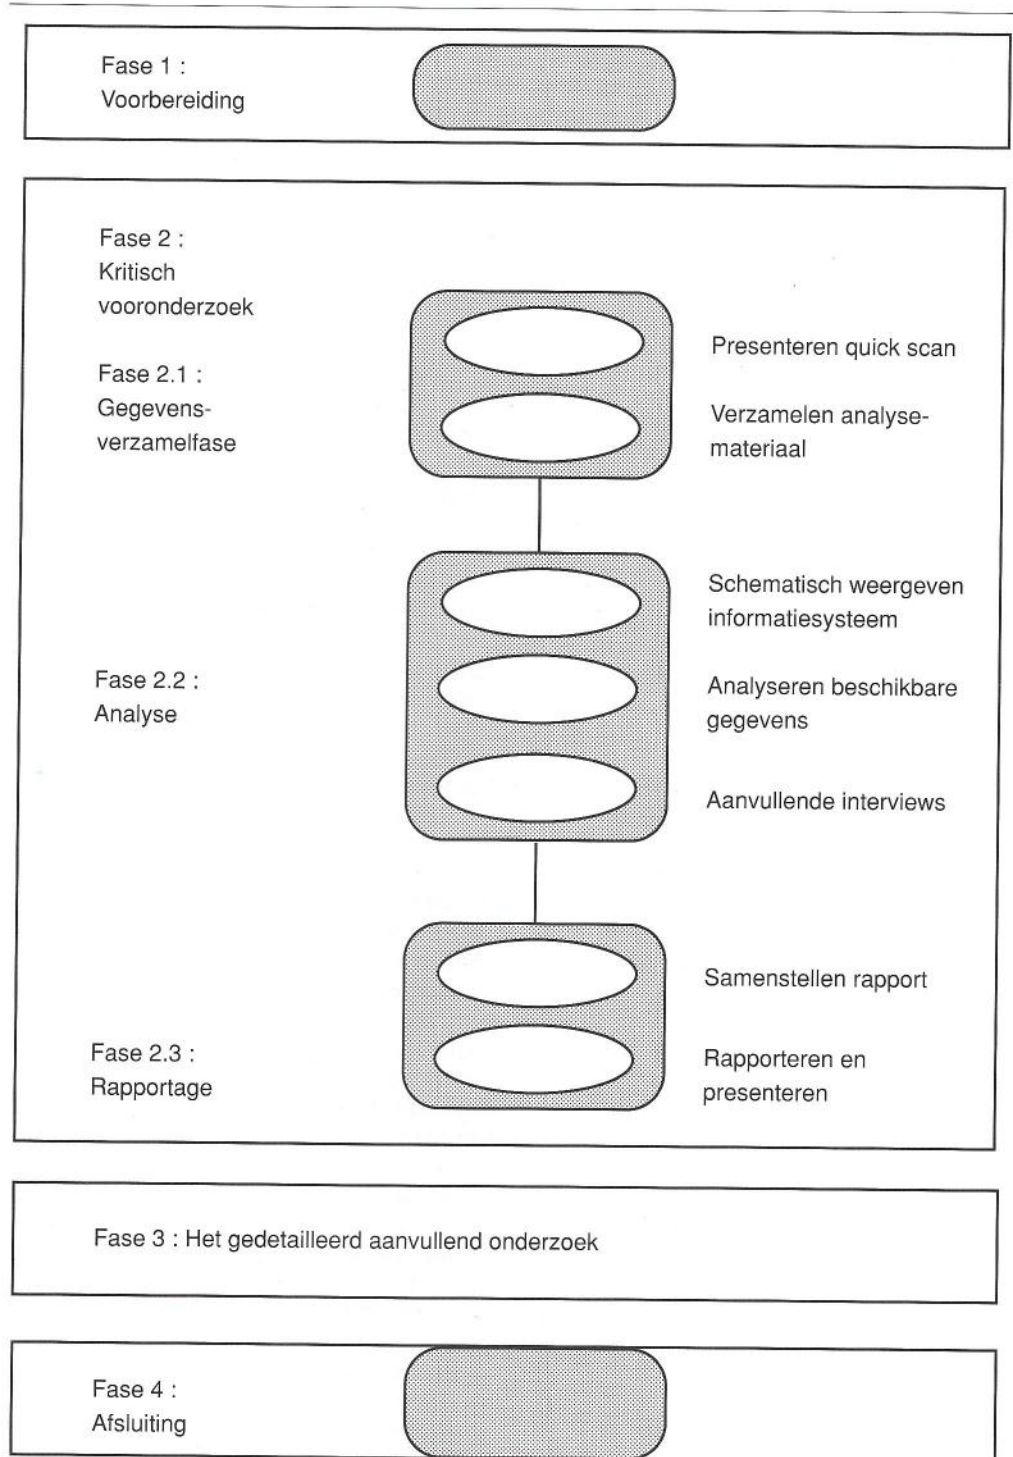 Fase 1 :
Voorbereiding
Fase 2 :
Kritisch
vooronderzoek
Fase 2.1 :
Gegevens-
verzamelfase
Presenteren quick scan
Verzamelen analyse-
materiaal
Fase 2.2 :
Analyse
Schematisch weergeven
informatiesysteem
Analyseren beschikbare
gegevens
Aanvullende interviews
Fase 2.3 :
Rapportage
Samenstellen rapport
Rapporteren en
presenteren
Fase 3 : Het gedetailleerd aanvullend onderzoek
Fase 4 :
Afsluiting